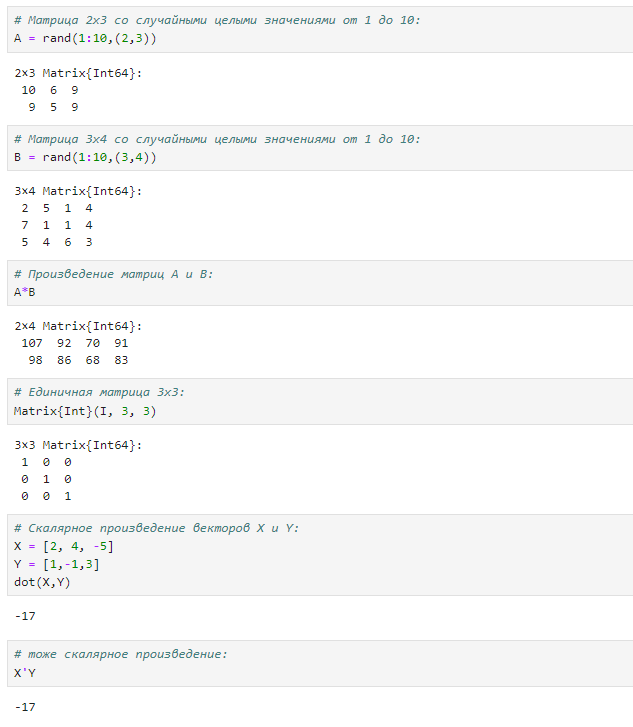 # Матрица 2x3 со случайными целыми значениями от 1 до 10:
A = rand(1:10,(2,3))
2×3 Matrix{Int64}:
 10  6  9
  9  5  9
# Матрица 3x4 со случайными целыми значениями от 1 до 10:
B = rand(1:10,(3,4))
3×4 Matrix{Int64}:
 2  5  1  4
 7  1  1  4
 5  4  6  3
# Произведение матриц A и B:
A*B
2×4 Matrix{Int64}:
 107  92  70  91
  98  86  68  83
# Единичная матрица 3x3:
Matrix{Int}(I, 3, 3)
3×3 Matrix{Int64}:
 1  0  0
 0  1  0
 0  0  1
# Скалярное произведение векторов X и Y:
X = [2, 4, -5]
Y = [1,-1,3]
dot(X,Y)
-17
# тоже скалярное произведение:
X'Y
-17